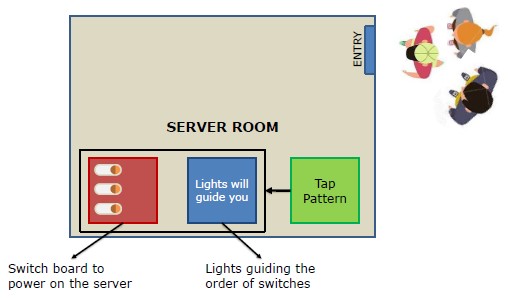 ENTRY
SERVER ROOM
Lights will
guide you
Tap
Pattern
Switch board to
power on the server
Lights guiding the
order of switches